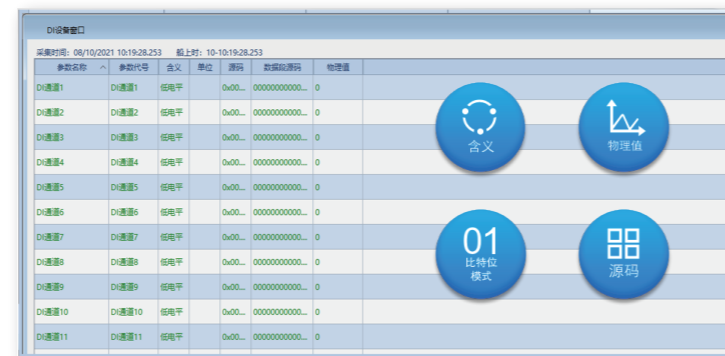 DI设备窗口
采集时间: 08/10/2021 10:19:28.253 船上时: 10-10:19:28.253
参数名称 参数代号 含义 单位 源码 数据段源码 物理值
DI通道1 DI通道1 低电平 0x00... 00000000000... 0
DI通道2 DI通道2 低电平 0x00... 00000000000... 0
DI通道3 DI通道3 低电平 0x00... 00000000000... 0
DI通道4 DI通道4 低电平 0x00... 00000000000... 0
DI通道5 DI通道5 低电平 0x00... 00000000000... 0
DI通道6 DI通道6 低电平 0x00... 00000000000... 0
DI通道7 DI通道7 低电平 0x00... 00000000000... 0
DI通道8 DI通道8 低电平 0x00... 00000000000... 0
DI通道9 DI通道9 低电平 0x00... 00000000000... 0
DI通道10 DI通道10 低电平 0x00... 00000000000... 0
DI通道11 DI通道11 低电平 0x00... 00000000000... 0
含义
物理值
01
比特位
模式
源码